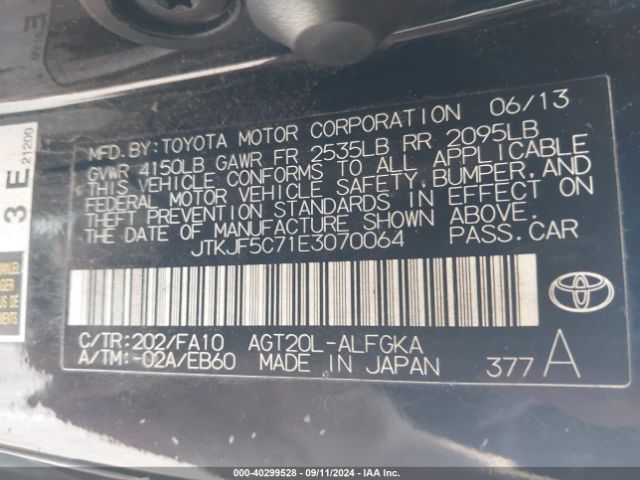 MFD.BY:TOYOTA MOTOR CORPORATION 06/13
GVWR 4150LB GAWR FR 2535LB RR 2095LB
THIS VEHICLE CONFORMS TO ALL APPLICABLE
FEDERAL MOTOR VEHICLE SAFETY,BUMPER,AND
THEFT PREVENTION STANDARDS IN EFFECT ON
THE DATE OF MANUFACTURE SHOWN ABOVE.
JTKJF5C71E3070064 PASS.CAR
C/TR:202/FA10 AGT20L-ALFGKA
A/TM:-02A/EB60 MADE IN JAPAN 377A
3 E
21200
000-40299528 - 09/11/2024 - IAA Inc.